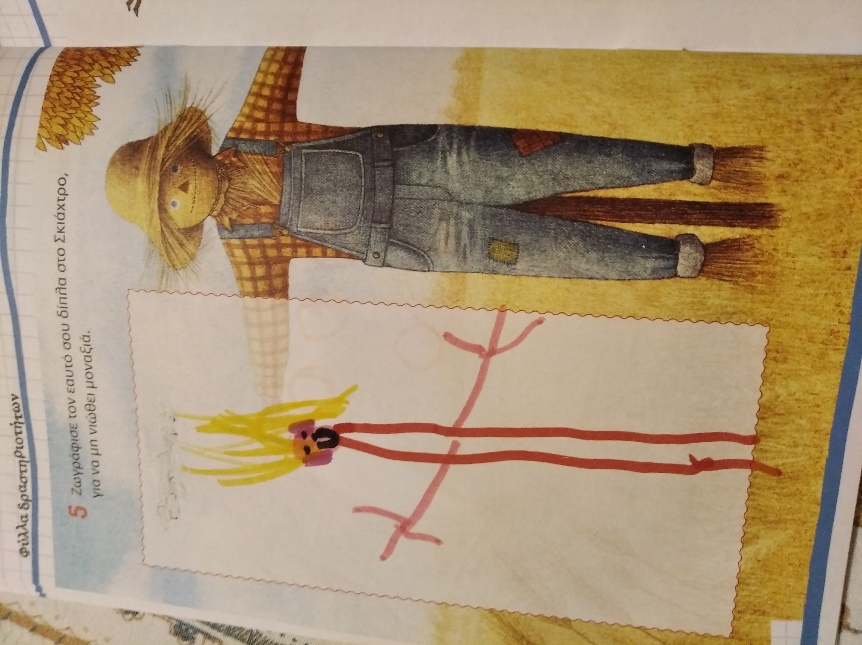 Φύλλα δραστηριοτήτων
5 Ζωγράφισε τον εαυτό σου δίπλα στο Σκιάχτρο,
για να μη νιώθει μοναξιά.